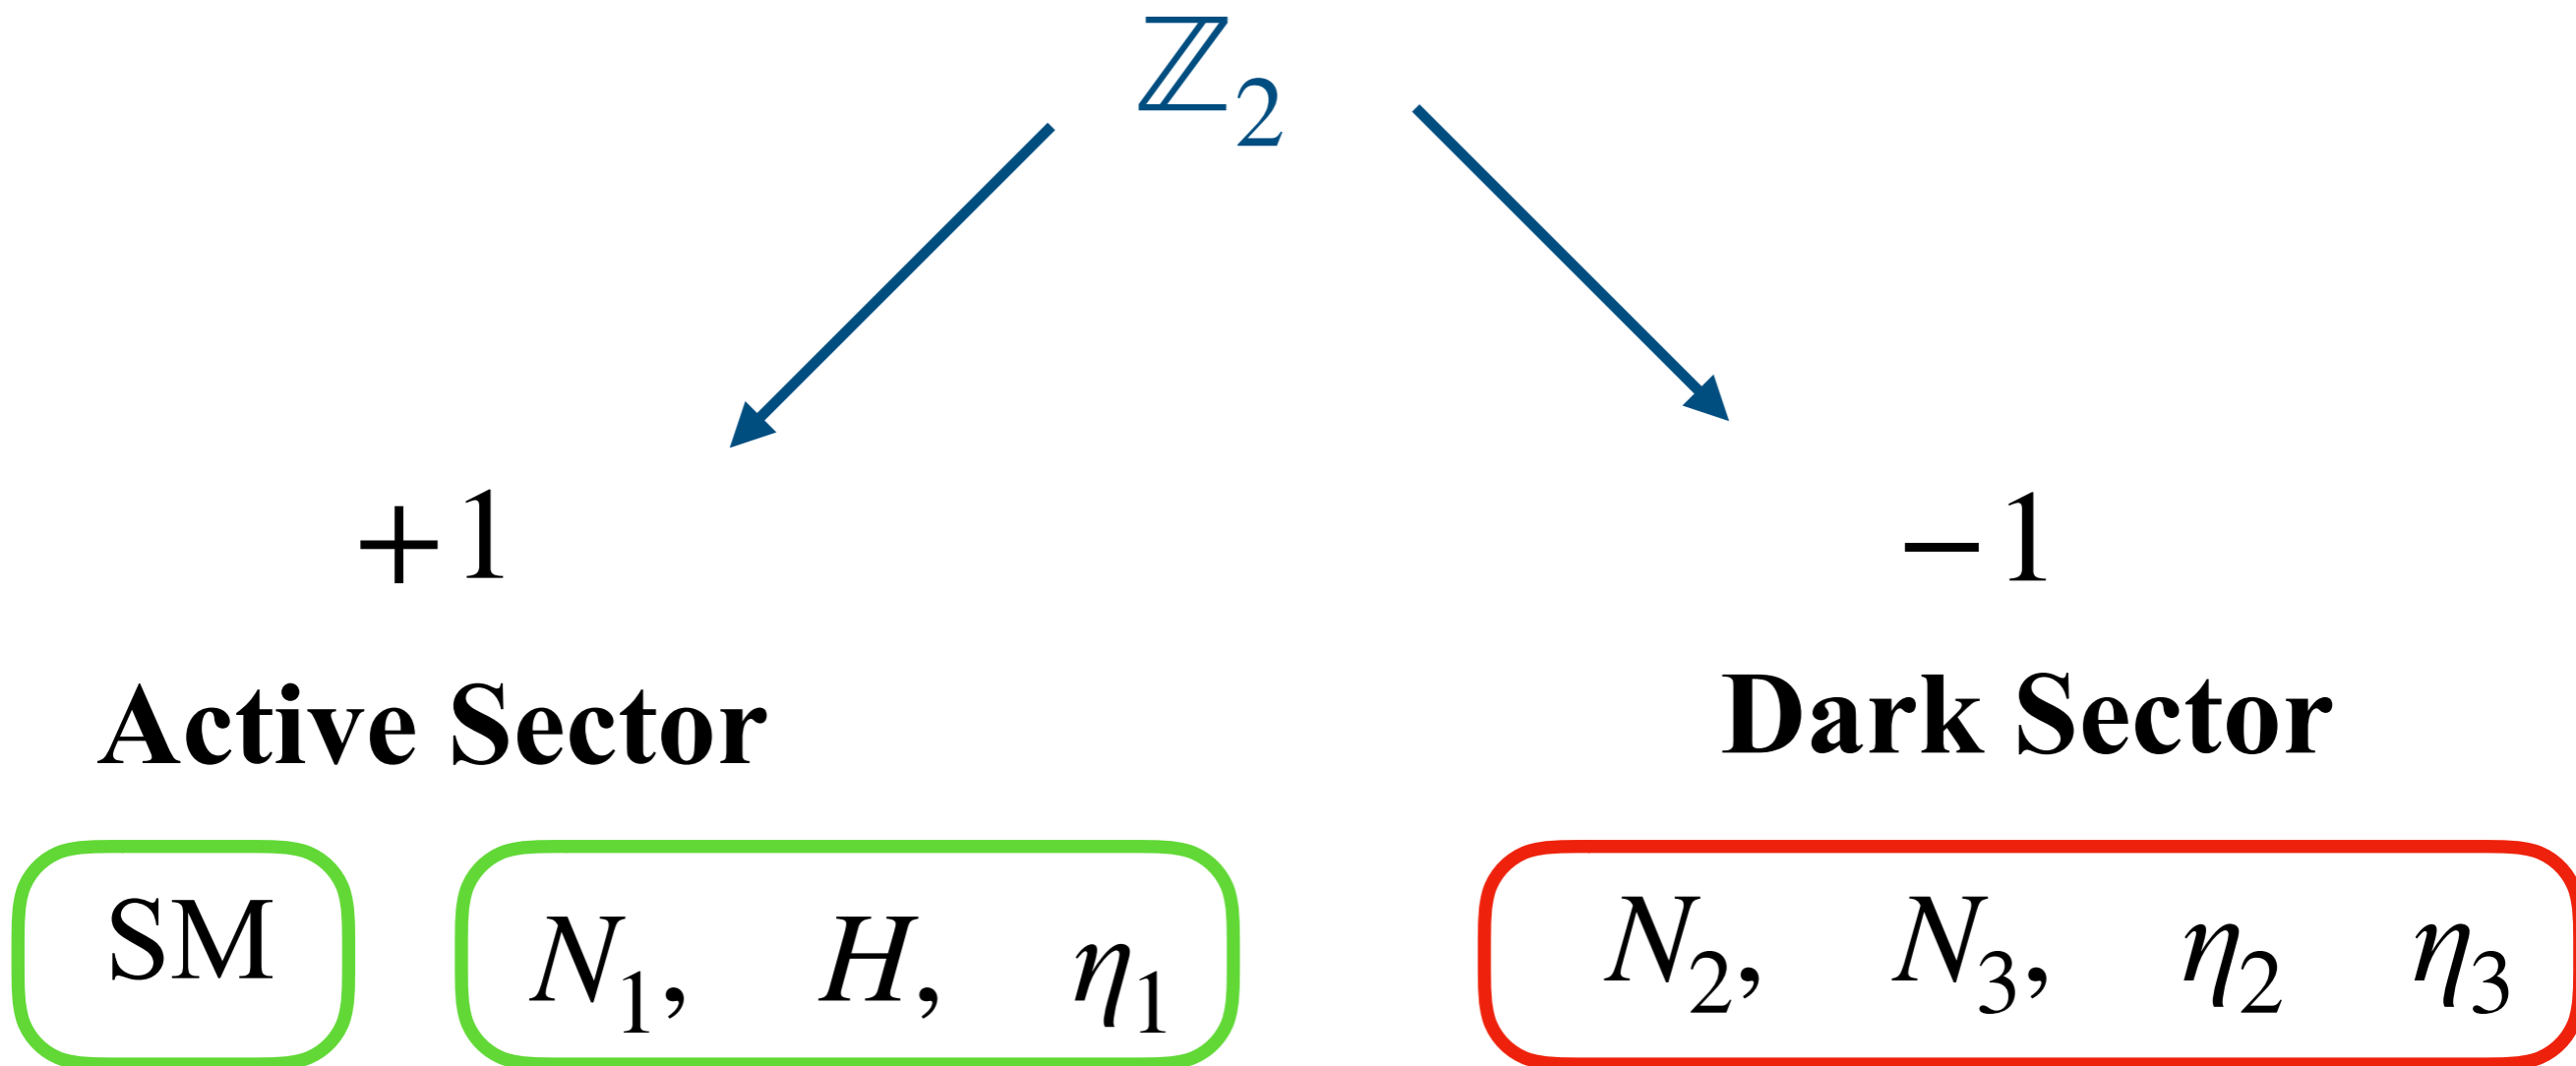 ℤ₂
+1 −1
Active Sector Dark Sector
SM N₁, H, η₁ N₂, N₃, η₂ η₃